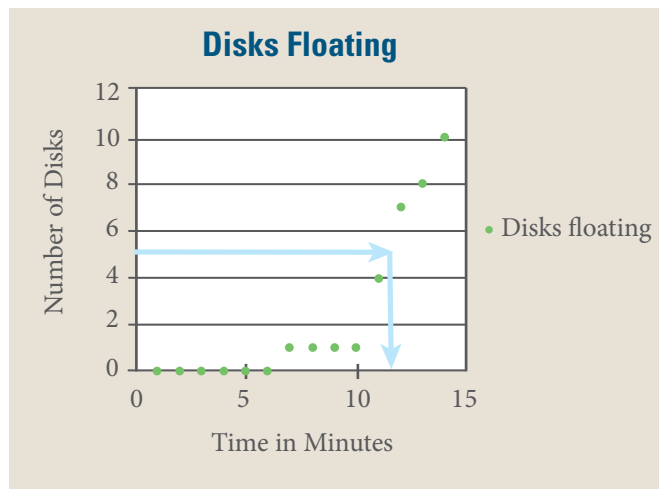 Disks Floating
12
10
8
6
4
2
0
Number of Disks
0 5 10 15
Time in Minutes
Disks floating